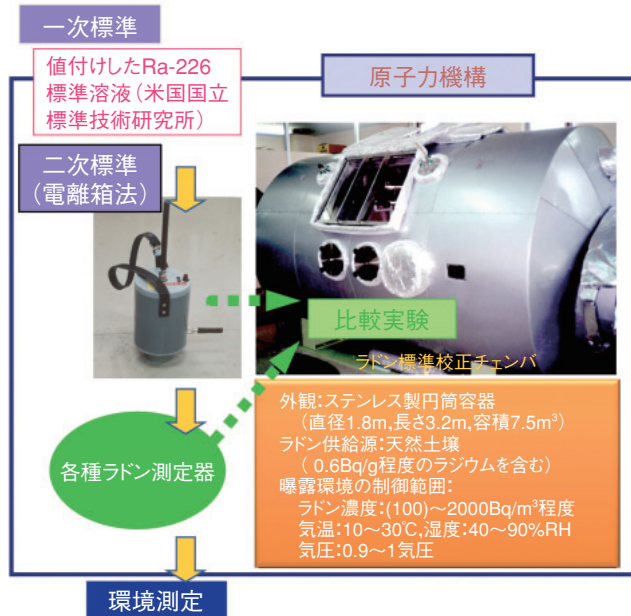 一次標準
値付けしたRa-226
標準溶液(米国国立
標準技術研究所)
原子力機構
二次標準
(電離箱法)
比較実験
ラドン標準校正チェンバ
各種ラドン測定器
外観:ステンレス製円筒容器
(直径1.8m,長さ3.2m,容積7.5m³)
ラドン供給源:天然土壌
( 0.6Bq/g程度のラジウムを含む)
曝露環境の制御範囲:
ラドン濃度:(100)~2000Bq/m³程度
気温:10~30℃,湿度:40~90%RH
気圧:0.9~1気圧
環境測定